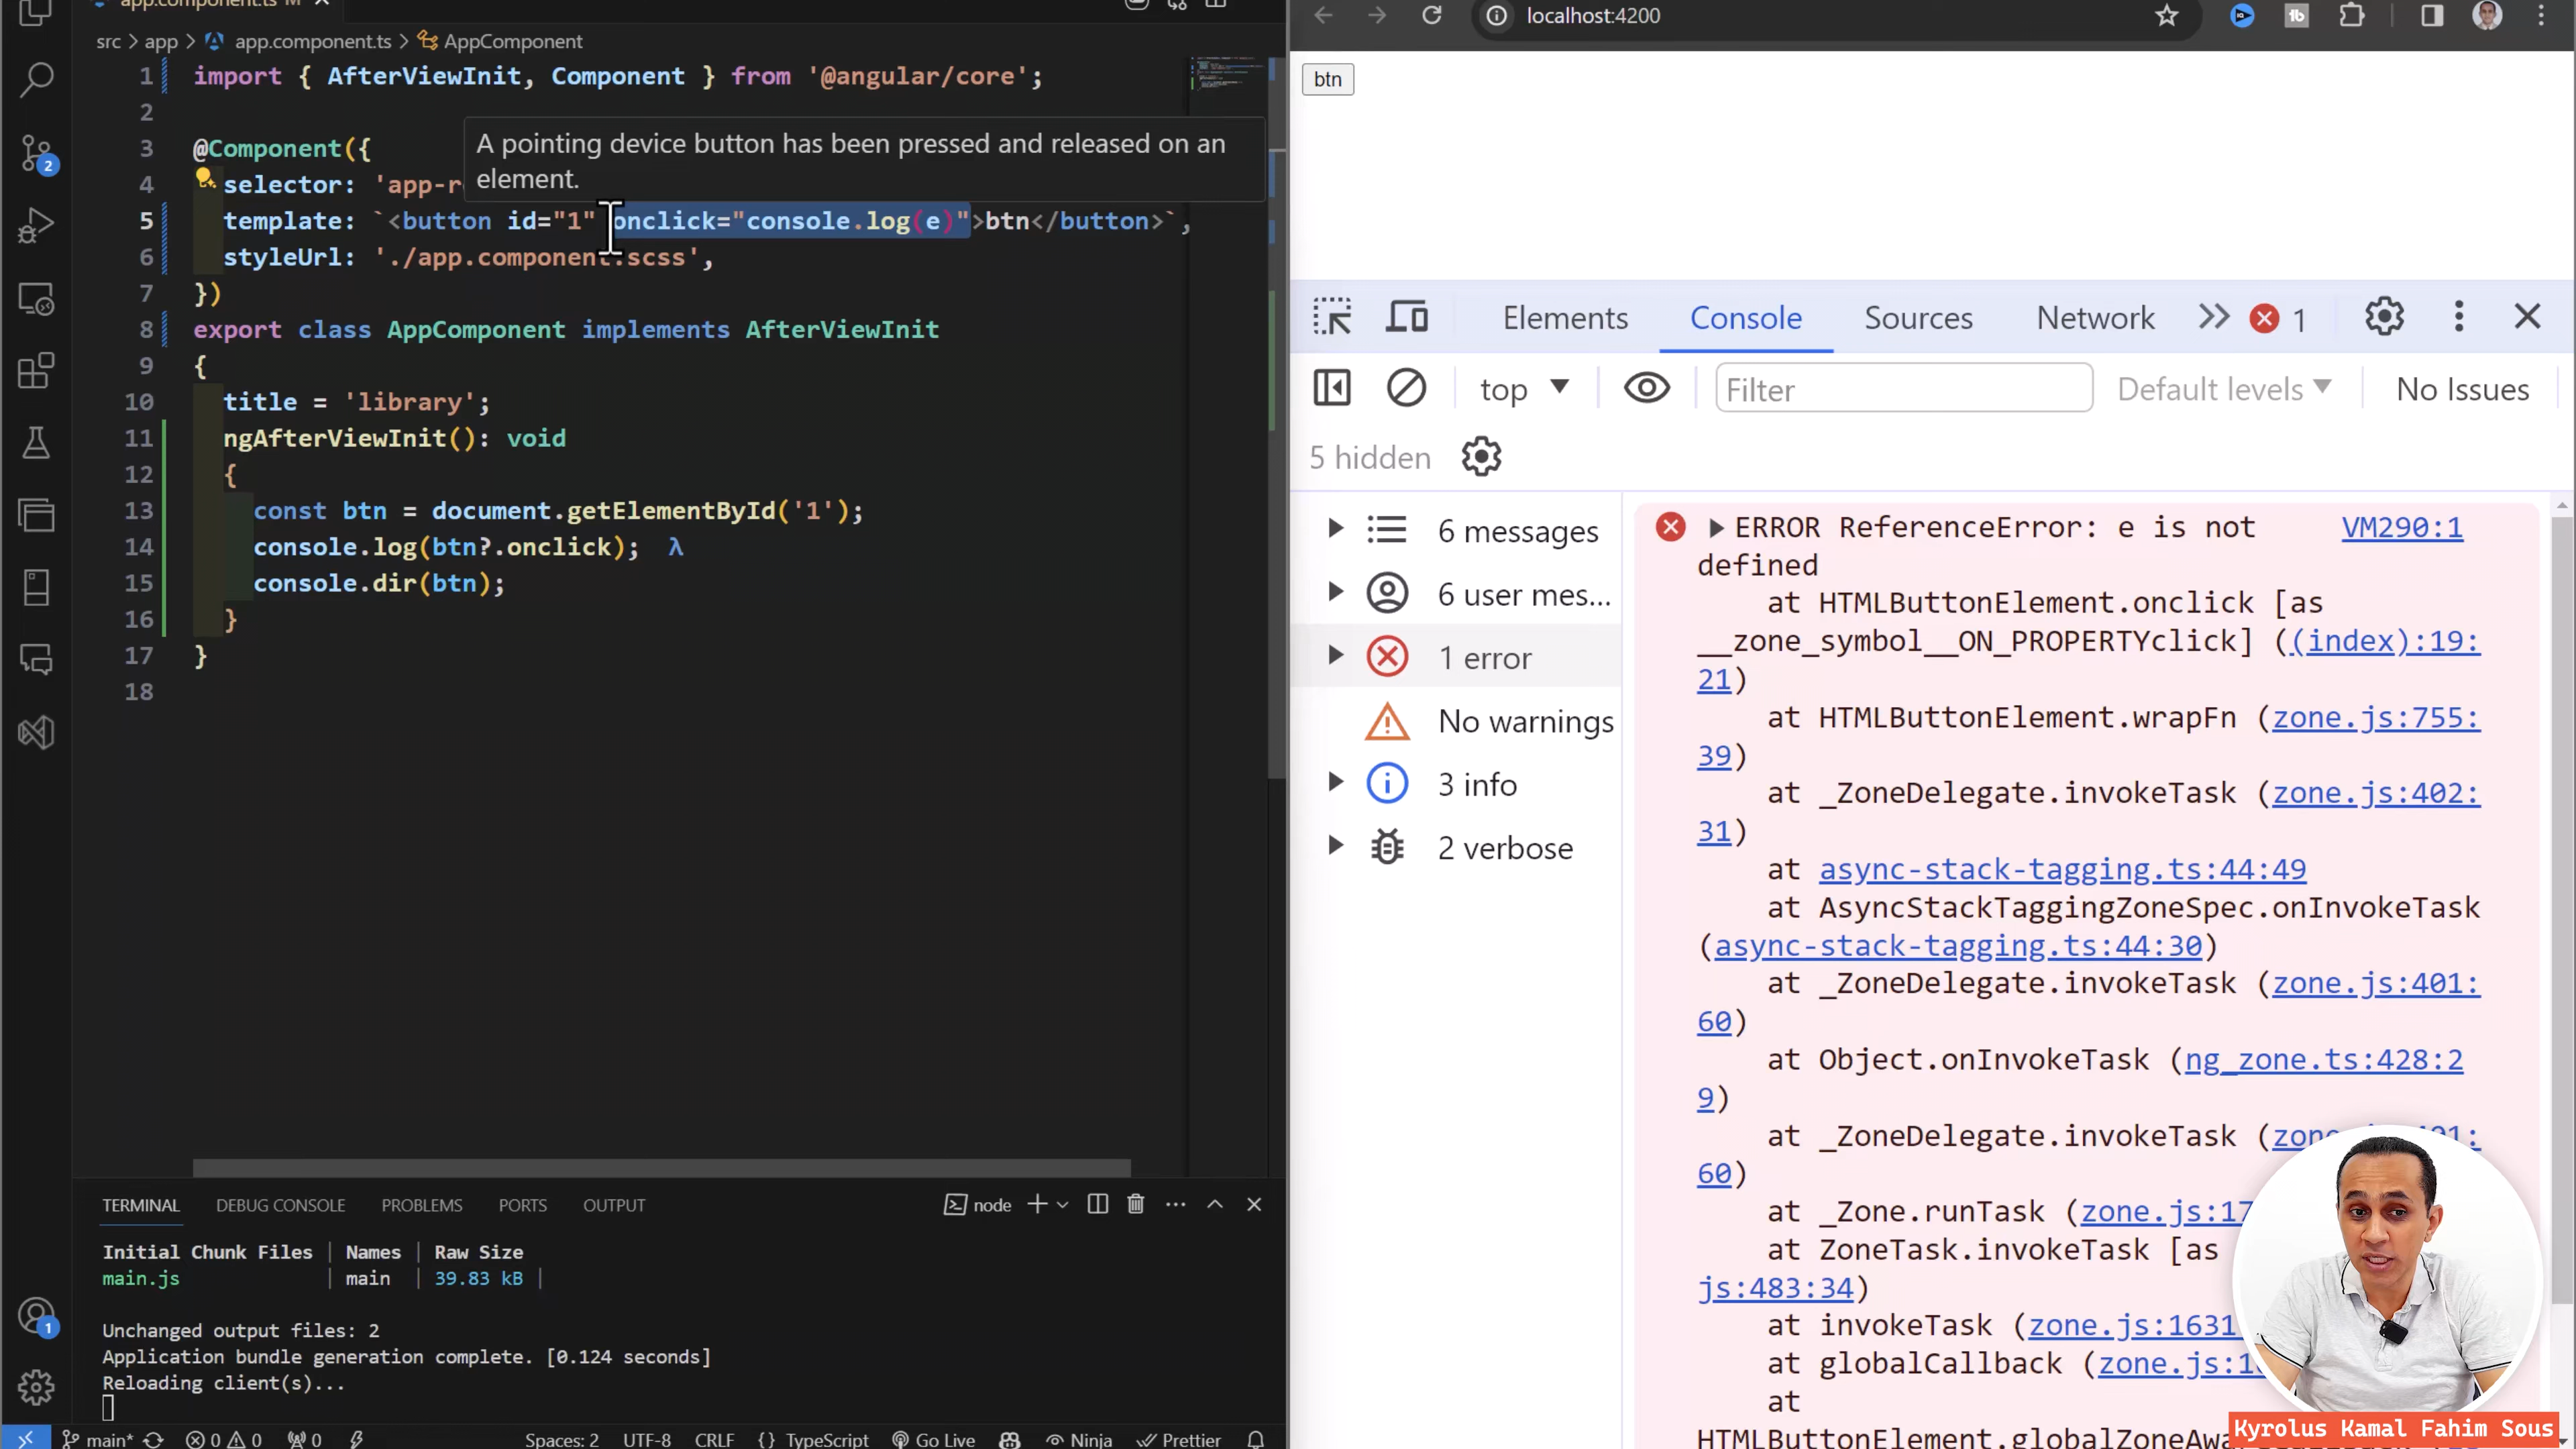 app.component.ts M
localhost:4200
src > app > app.component.ts > AppComponent
1 import { AfterViewInit, Component } from '@angular/core';
2
3 @Component({
A pointing device button has been pressed and released on an
element.
4 selector: 'app-r
5 template: `<button id="1" onclick="console.log(e)">btn</button>`,
6 styleUrl: './app.component.scss',
7 })
8 export class AppComponent implements AfterViewInit
9 {
10 title = 'library';
11 ngAfterViewInit(): void
12 {
13 const btn = document.getElementById('1');
14 console.log(btn?.onclick); λ
15 console.dir(btn);
16 }
17 }
18
2
1
TERMINAL DEBUG CONSOLE PROBLEMS PORTS OUTPUT
node
Initial Chunk Files | Names | Raw Size
main.js | main | 39.83 kB |
Unchanged output files: 2
Application bundle generation complete. [0.124 seconds]
Reloading client(s)...
main* 0 0 0 Spaces: 2 UTF-8 CRLF {} TypeScript Go Live Ninja Prettier
btn
Elements Console Sources Network 1
top Filter Default levels No Issues
5 hidden
6 messages
6 user mes...
1 error
No warnings
3 info
2 verbose
ERROR ReferenceError: e is not VM290:1
defined
at HTMLButtonElement.onclick [as
__zone_symbol__ON_PROPERTYclick] ((index):19:
21)
at HTMLButtonElement.wrapFn (zone.js:755:
39)
at _ZoneDelegate.invokeTask (zone.js:402:
31)
at async-stack-tagging.ts:44:49
at AsyncStackTaggingZoneSpec.onInvokeTask
(async-stack-tagging.ts:44:30)
at _ZoneDelegate.invokeTask (zone.js:401:
60)
at Object.onInvokeTask (ng_zone.ts:428:2
9)
at _ZoneDelegate.invokeTask
60)
at _Zone.runTask (zone.js:17
at ZoneTask.invokeTask [as
js:483:34)
at invokeTask (zone.js:1631
at globalCallback (zone.js:1
at
Kyrolus Kamal Fahim Sous